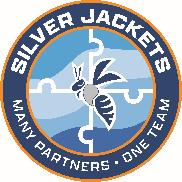 SILVER JACKETS
MANY PARTNERS • ONE TEAM